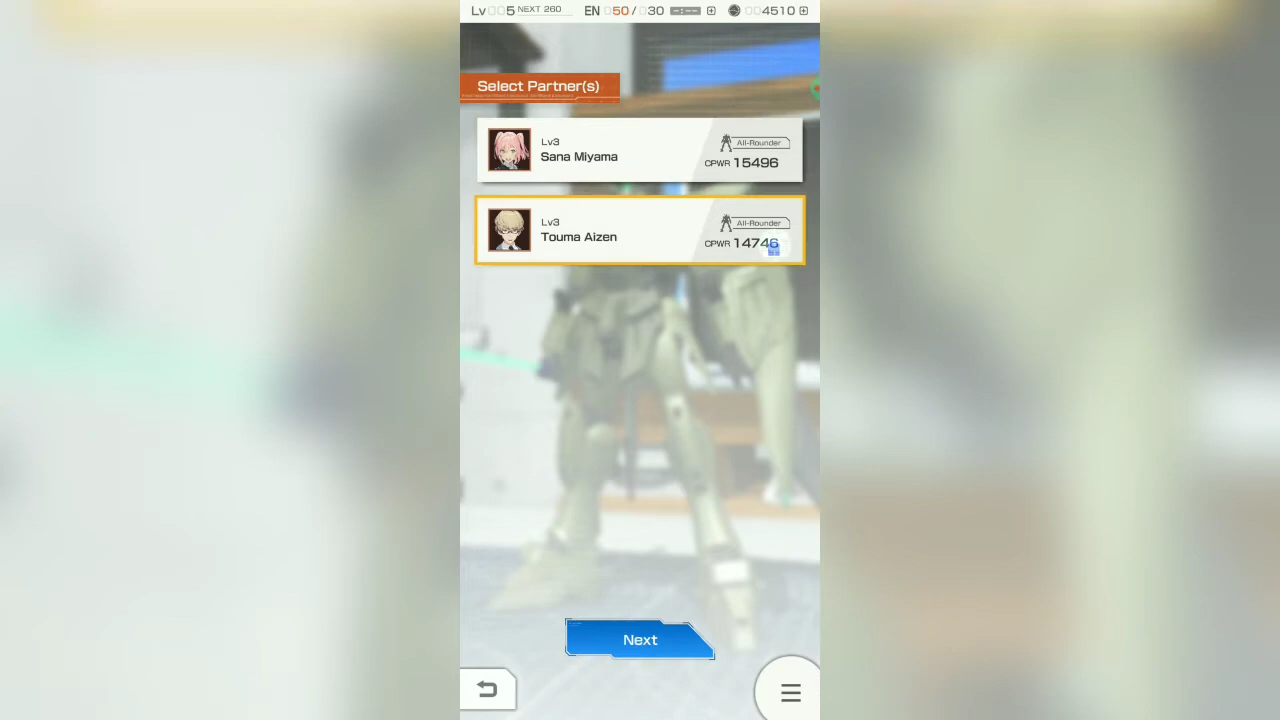 Lv 5 NEXT 260 EN 50/ 30 --:-- 4510
Select Partner(s)
Lv3
Sana Miyama
All-Rounder
CPWR 15496
Lv3
Touma Aizen
All-Rounder
CPWR 14746
Next